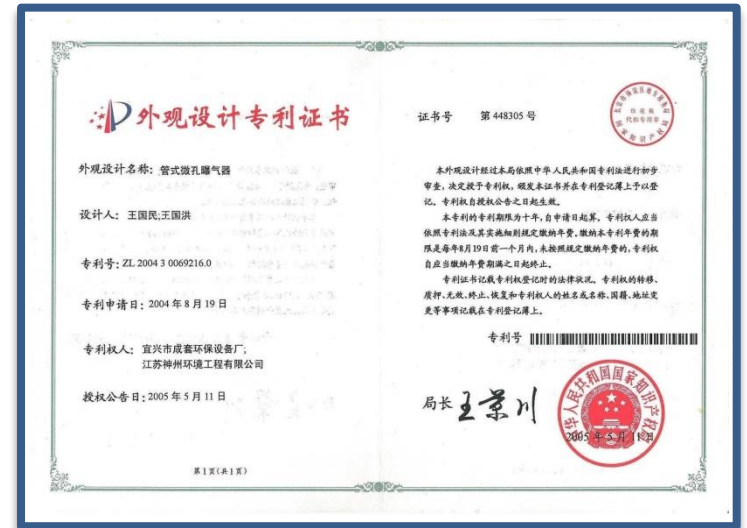 外观设计专利证书
外观设计名称：管式微孔曝气器
设计人：王国民;王国洪
专利号：ZL 2004 3 0069216.0
专利申请日：2004年8月19日
专利权人：宜兴市成套环保设备厂;
江苏神州环境工程有限公司
授权公告日：2005年5月11日
第1页(共1页)
证书号 第448305号
本外观设计经过本局依照中华人民共和国专利法进行初步
审查，决定授予专利权，颁发本证书并在专利登记簿上予以登
记。专利权自授权公告之日起生效。
本专利的专利期限为十年，自申请日起算。专利权人应当
依照专利法及其实施细则规定缴纳年费。缴纳本专利年费的期
限是每年8月19日前一个月内。未按照规定缴纳年费的，专利权
自应当缴纳年费期满之日起终止。
专利证书记载专利权登记时的法律状况。专利权的转移、
质押、无效、终止、恢复和专利权人的姓名或名称、国籍、地址变
更等事项记载在专利登记簿上。
专利号
局长 王景川
中华人民共和国国家知识产权局
2005年5月11日